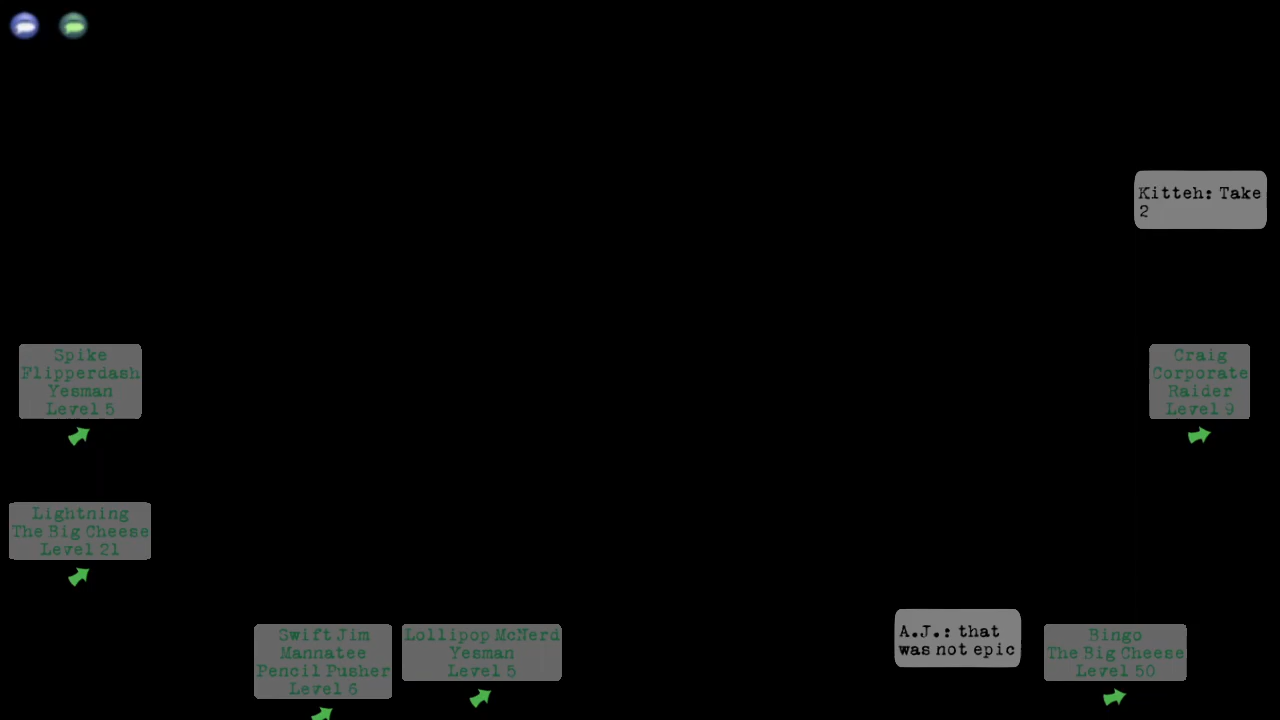 Kitteh: Take
2
Spike
Flipperdash
Yesman
Level 5
Craig
Corporate
Raider
Level 9
Lightning
The Big Cheese
Level 21
Swift Jim
Mannatee
Pencil Pusher
Level 6
Lollipop McNerd
Yesman
Level 5
A.J.: that
was not epic
Bingo
The Big Cheese
Level 50